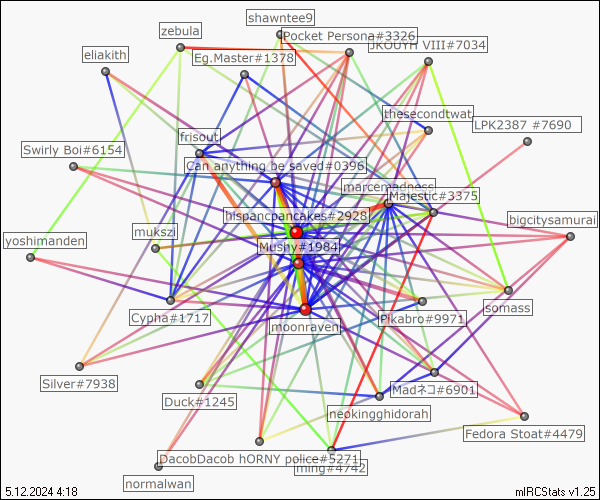 shawntee9
zebula
Pocket Persona#3326
JKOUYH VIII#7034
eliakith
Eg.Master#1378
thesecondtwat
LPK2387 #7690
frisout
Swirly Boi#6154
Can anything be saved#0396
marcemadness
Majestic#3375
hispancpancakes#2928
bigcitysamurai
mukszi
yoshimanden
Mushy#1984
somass
Cypha#1717
Pikabro#9971
moonraven
Silver#7938
Madネコ#6901
Duck#1245
neokingghidorah
Fedora Stoat#4479
DacobDacob hORNY police#5271
ming#4742
normalwan
5.12.2024 4:18
mIRCStats v1.25